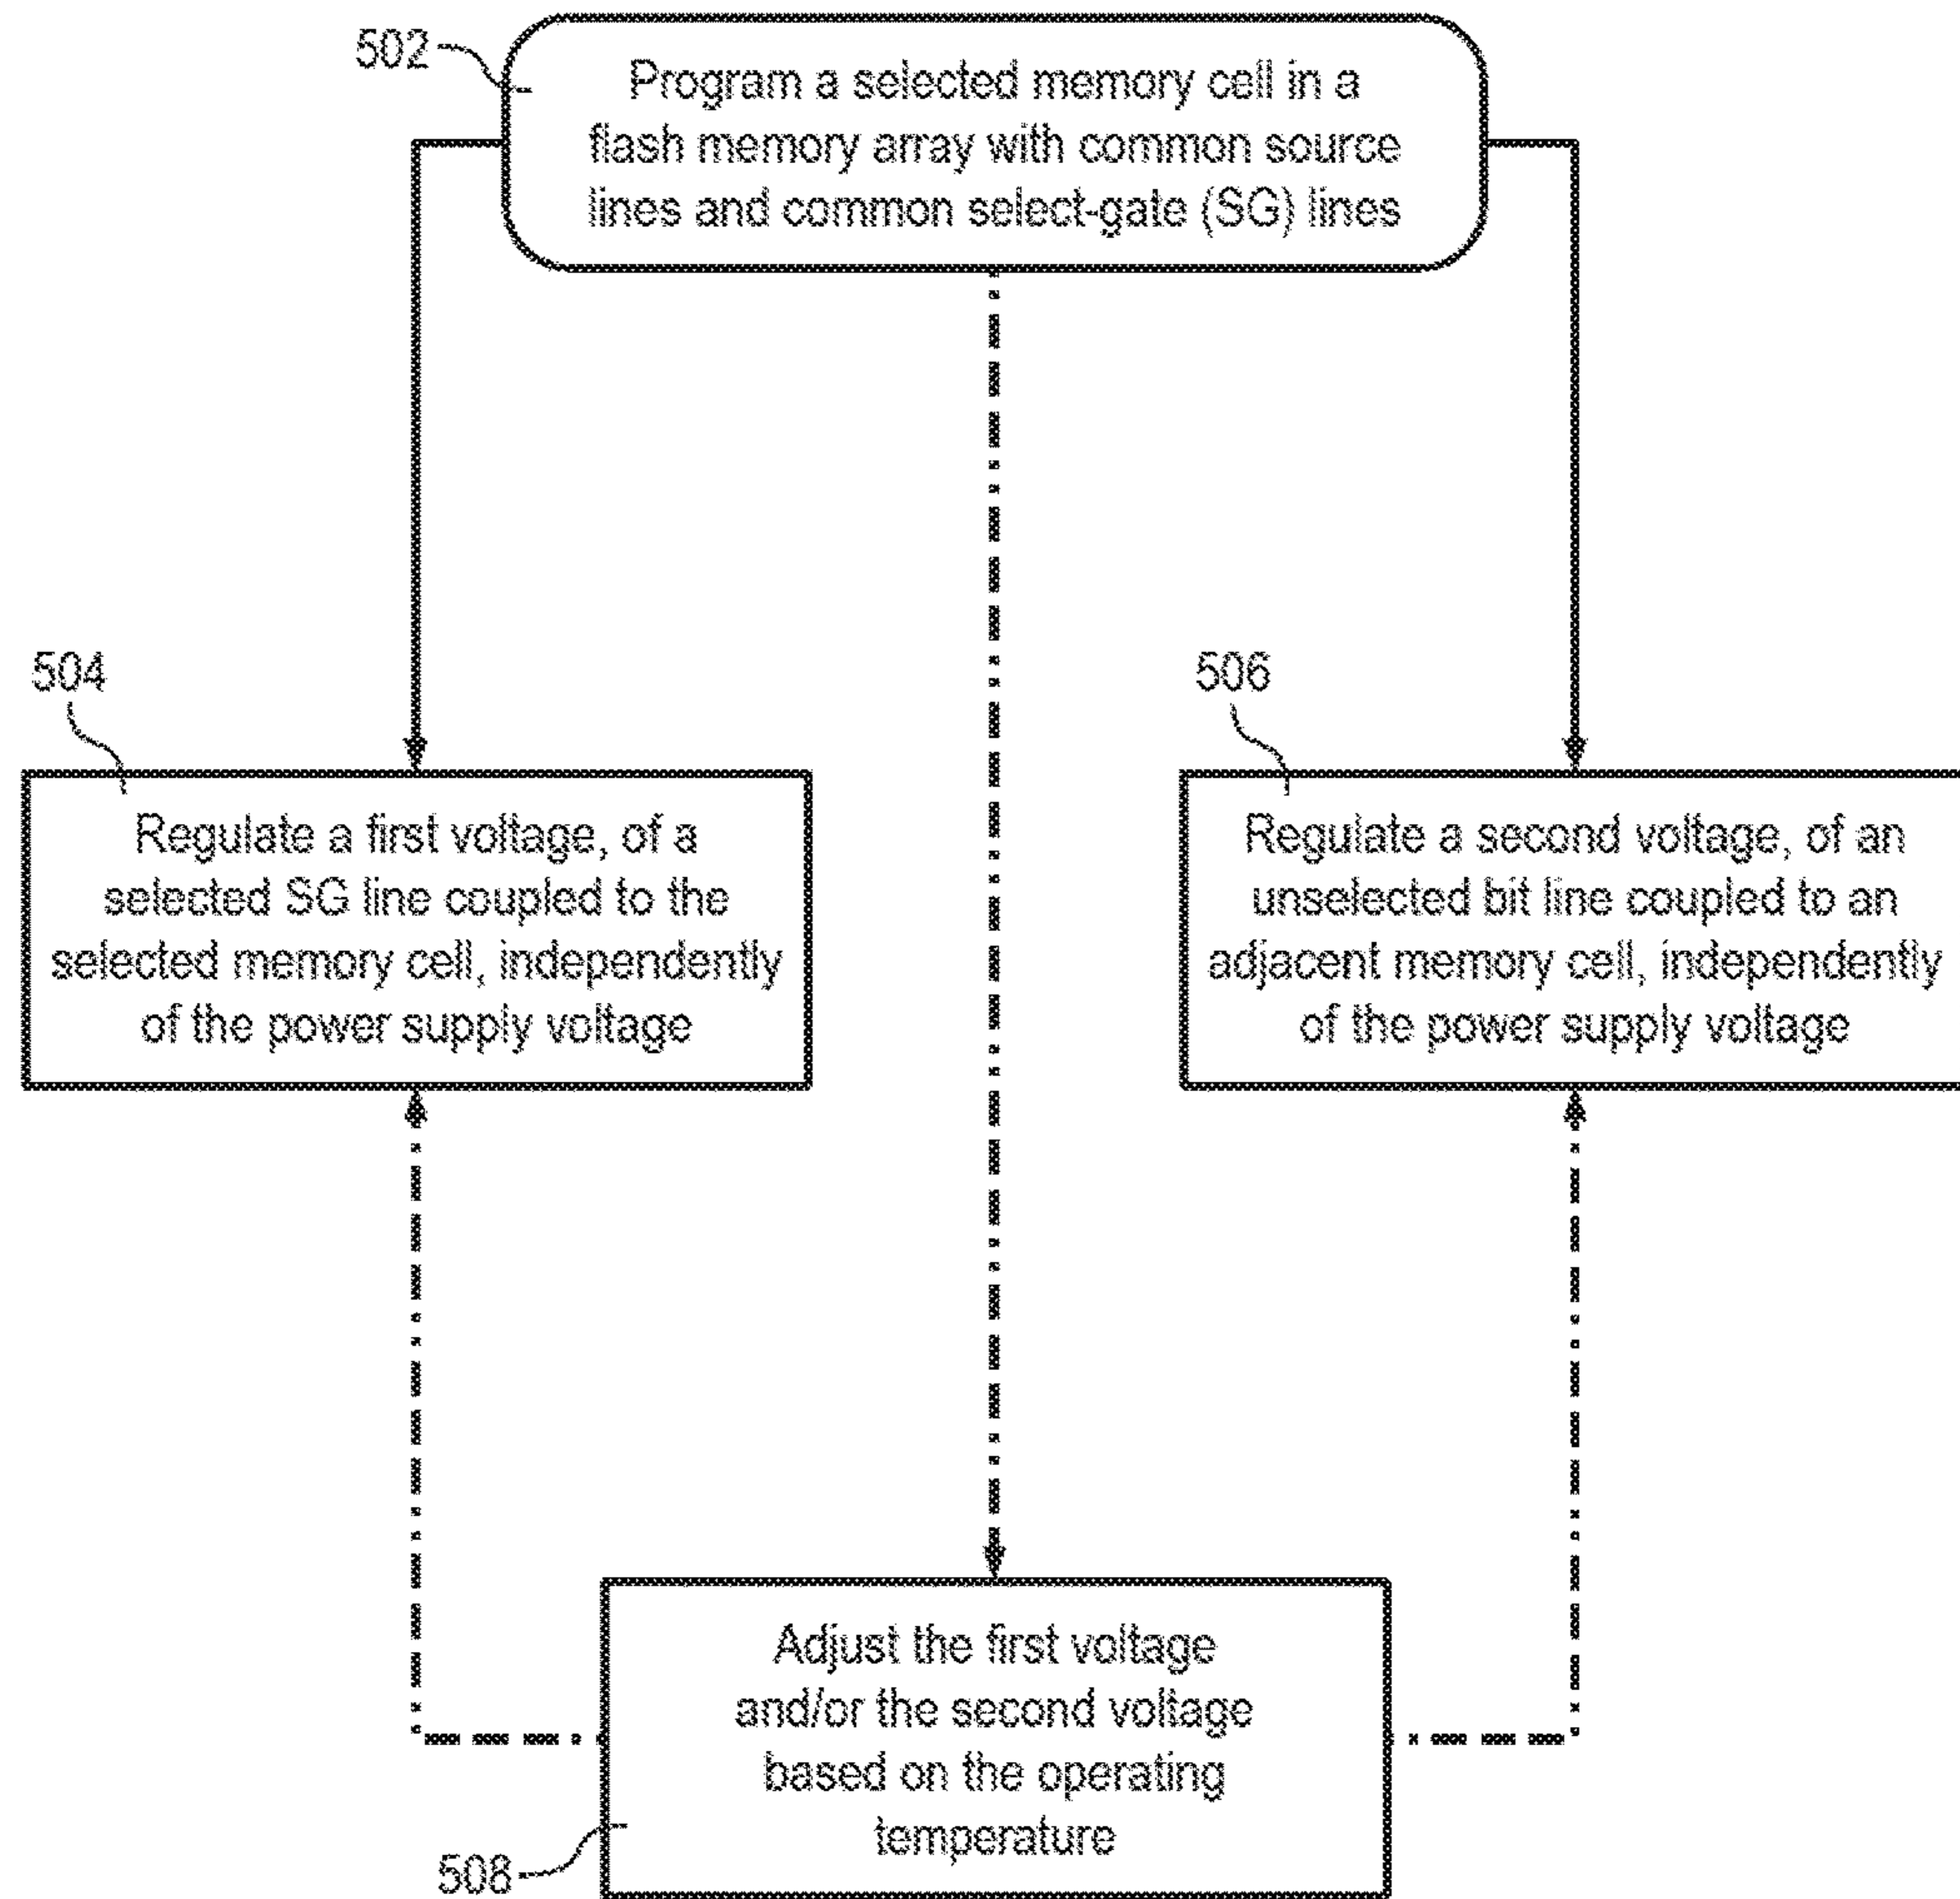 502
Program a selected memory cell in a
flash memory array with common source
lines and common select-gate (SG) lines
504
Regulate a first voltage, of a
selected SG line coupled to the
selected memory cell, independently
of the power supply voltage
506
Regulate a second voltage, of an
unselected bit line coupled to an
adjacent memory cell, independently
of the power supply voltage
Adjust the first voltage
and/or the second voltage
based on the operating
temperature
508